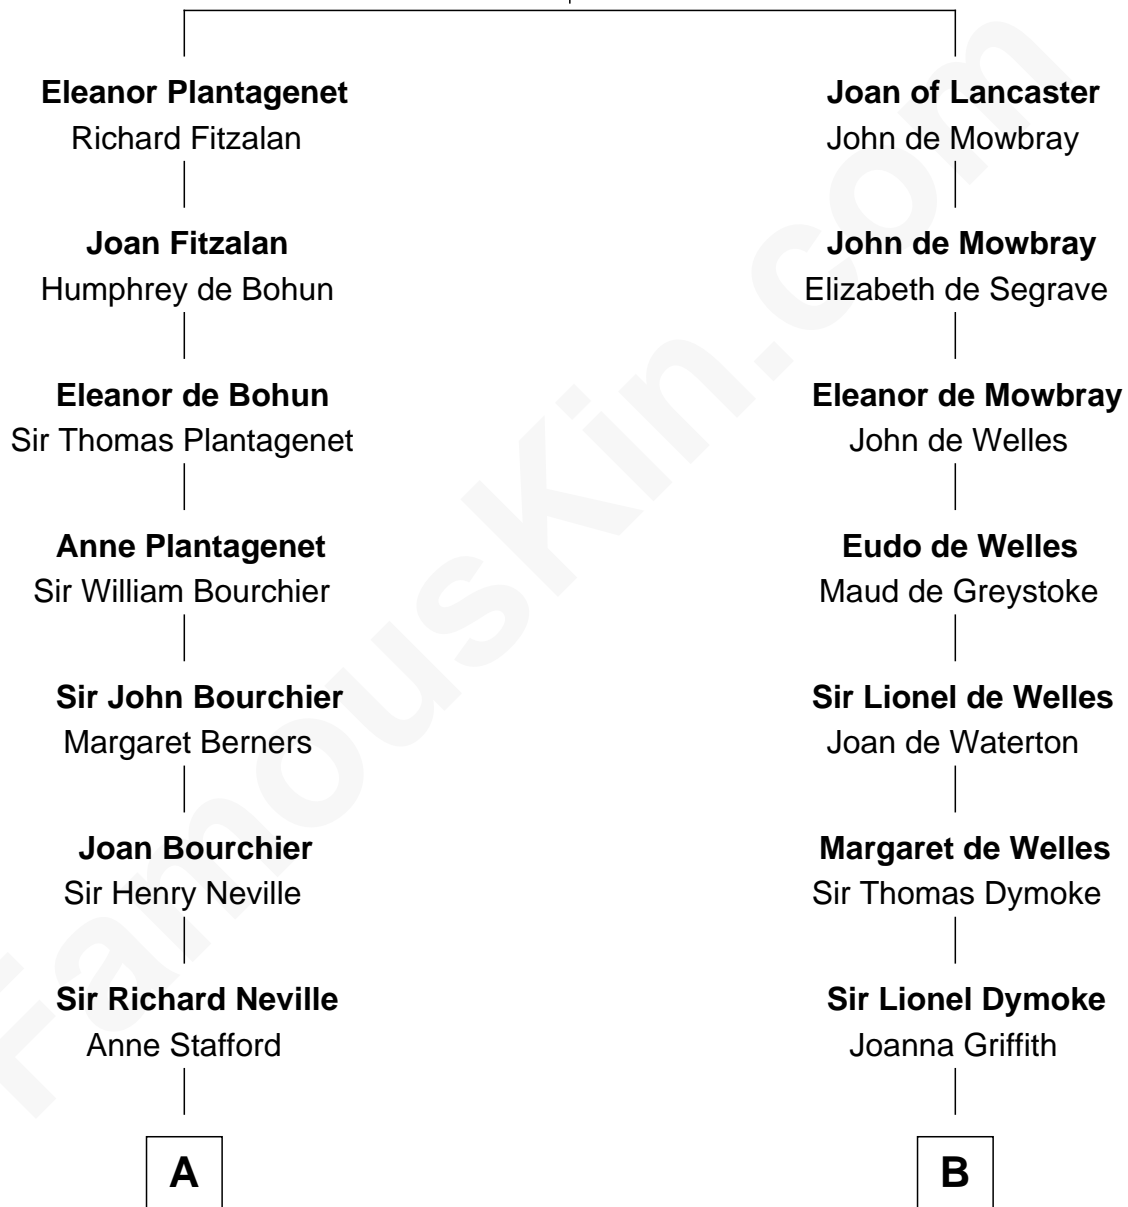 Eleanor Plantagenet
Richard Fitzalan
Joan Fitzalan
Humphrey de Bohun
Eleanor de Bohun
Sir Thomas Plantagenet
Anne Plantagenet
Sir William Bourchier
Sir John Bourchier
Margaret Berners
Joan Bourchier
Sir Henry Neville
Sir Richard Neville
Anne Stafford
A
Joan of Lancaster
John de Mowbray
John de Mowbray
Elizabeth de Segrave
Eleanor de Mowbray
John de Welles
Eudo de Welles
Maud de Greystoke
Sir Lionel de Welles
Joan de Waterton
Margaret de Welles
Sir Thomas Dymoke
Sir Lionel Dymoke
Joanna Griffith
B
FamousKin.com